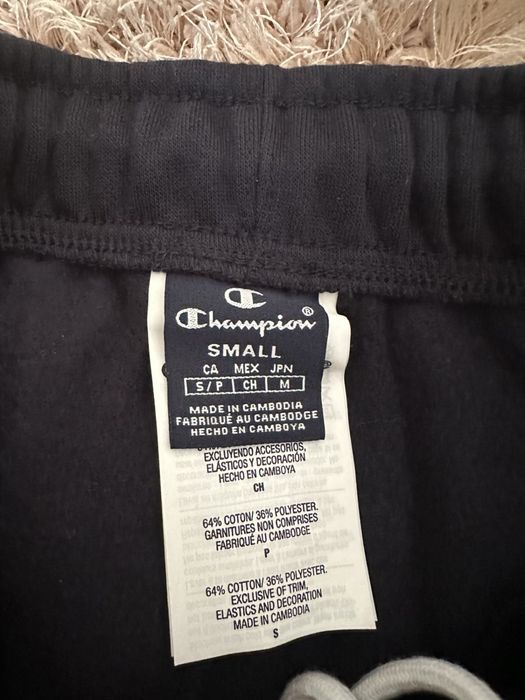 Champion®
SMALL
CA MEX JPN
S/P CH M
MADE IN CAMBODIA
FABRIQUÉ AU CAMBODGE
HECHO EN CAMBOYA
EXCLUYENDO ACCESORIOS,
ELÁSTICOS Y DECORACIÓN
HECHO EN CAMBOYA
CH
64% COTON/ 36% POLYESTER.
GARNITURES NON COMPRISES
FABRIQUÉ AU CAMBODGE
P
64% COTTON/ 36% POLYESTER.
EXCLUSIVE OF TRIM,
ELASTICS AND DECORATION
MADE IN CAMBODIA
S